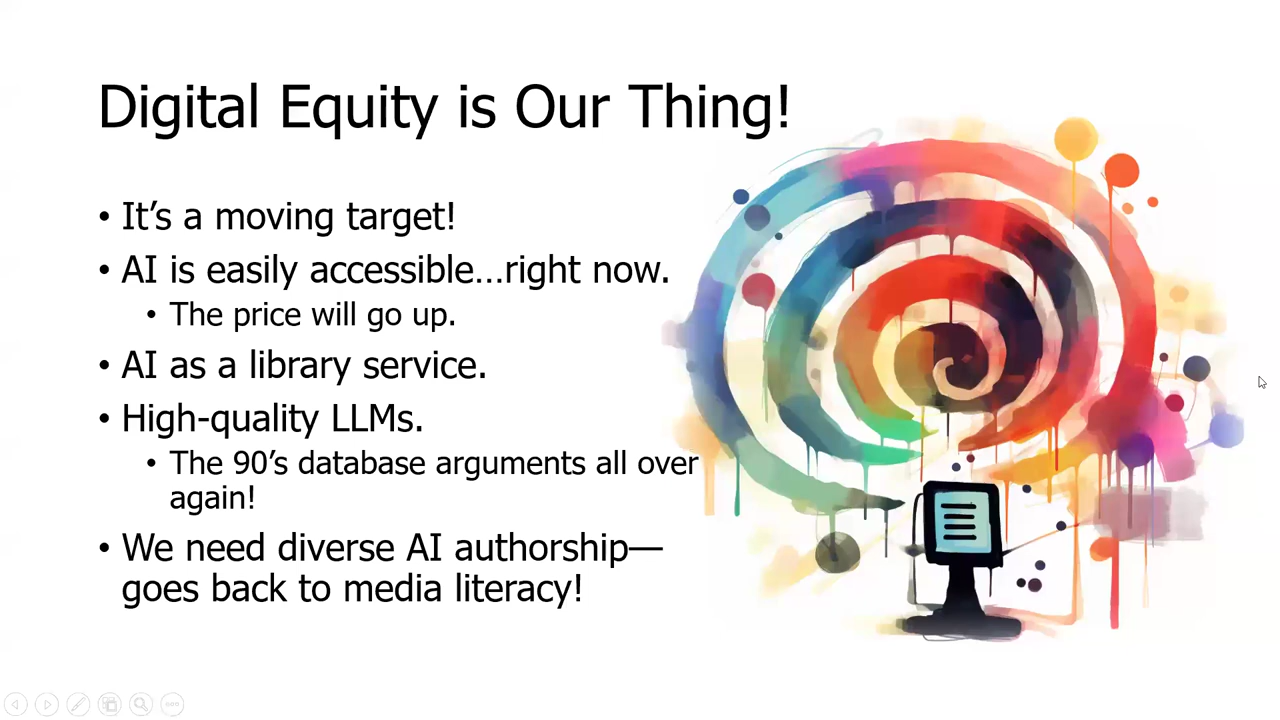 Digital Equity is Our Thing!
• It’s a moving target!
• AI is easily accessible…right now.
• The price will go up.
• AI as a library service.
• High-quality LLMs.
• The 90’s database arguments all over
again!
• We need diverse AI authorship—
goes back to media literacy!